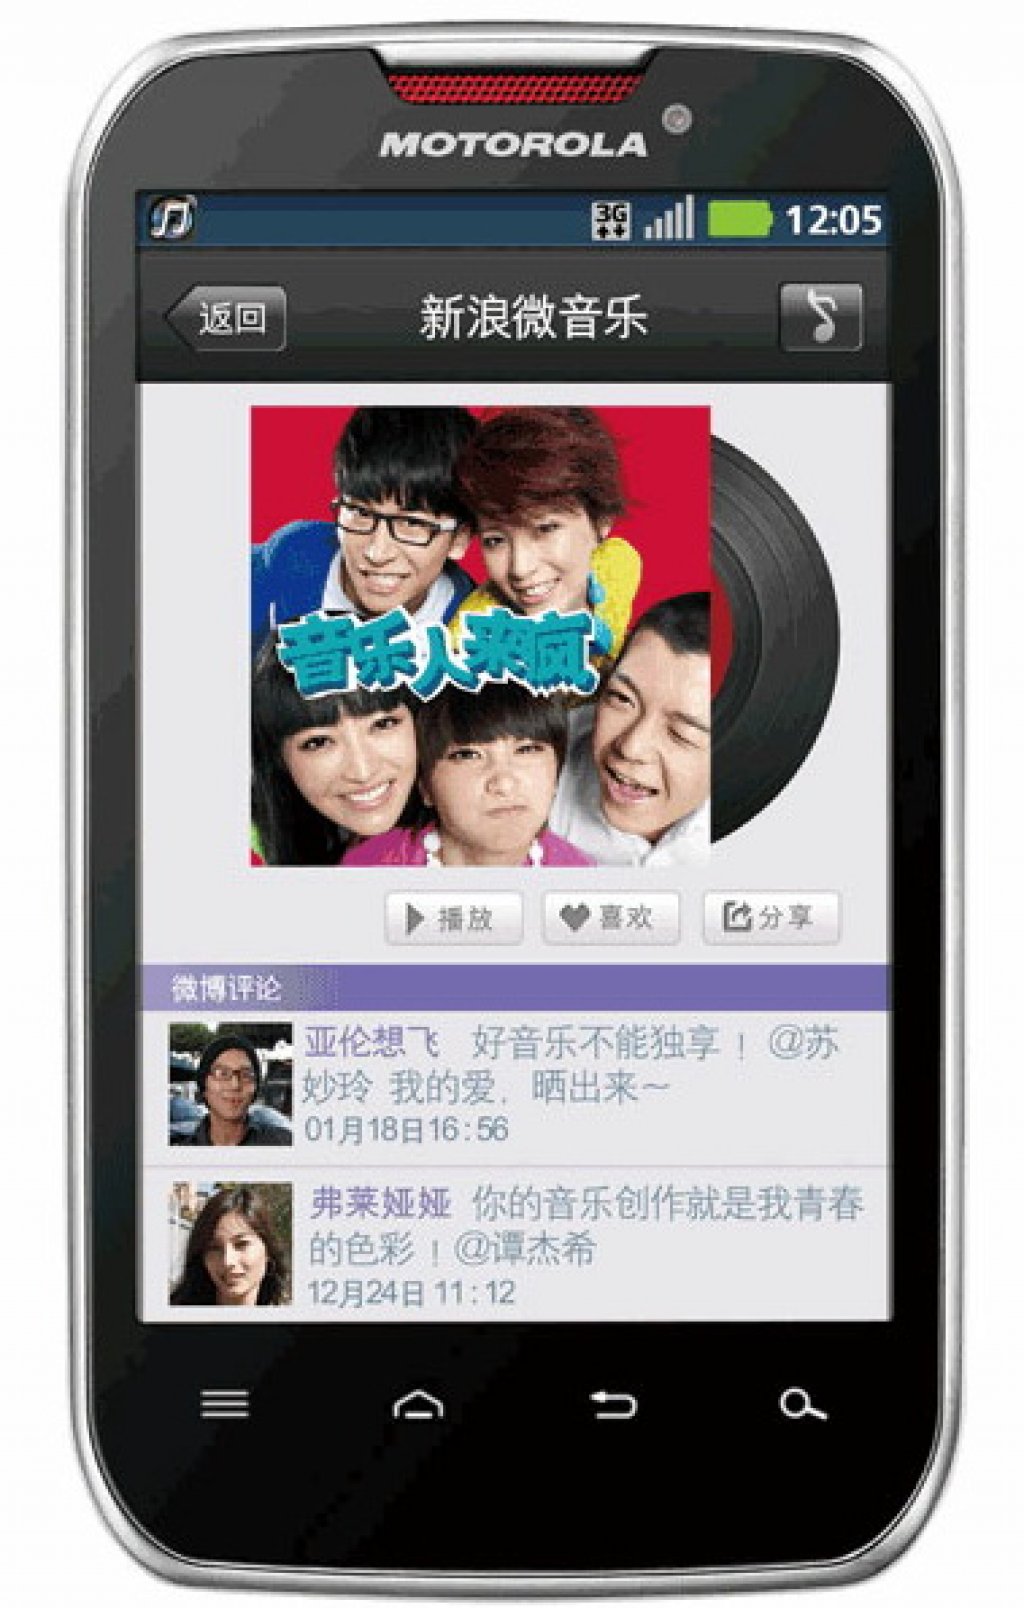 MOTOROLA
3G
12:05
返回
新浪微音乐
音乐人来疯
播放
喜欢
分享
微博评论
亚伦想飞 好音乐不能独享！@苏
妙玲 我的爱，晒出来～
01月18日16:56
弗莱娅娅 你的音乐创作就是我青春
的色彩！@谭杰希
12月24日 11:12